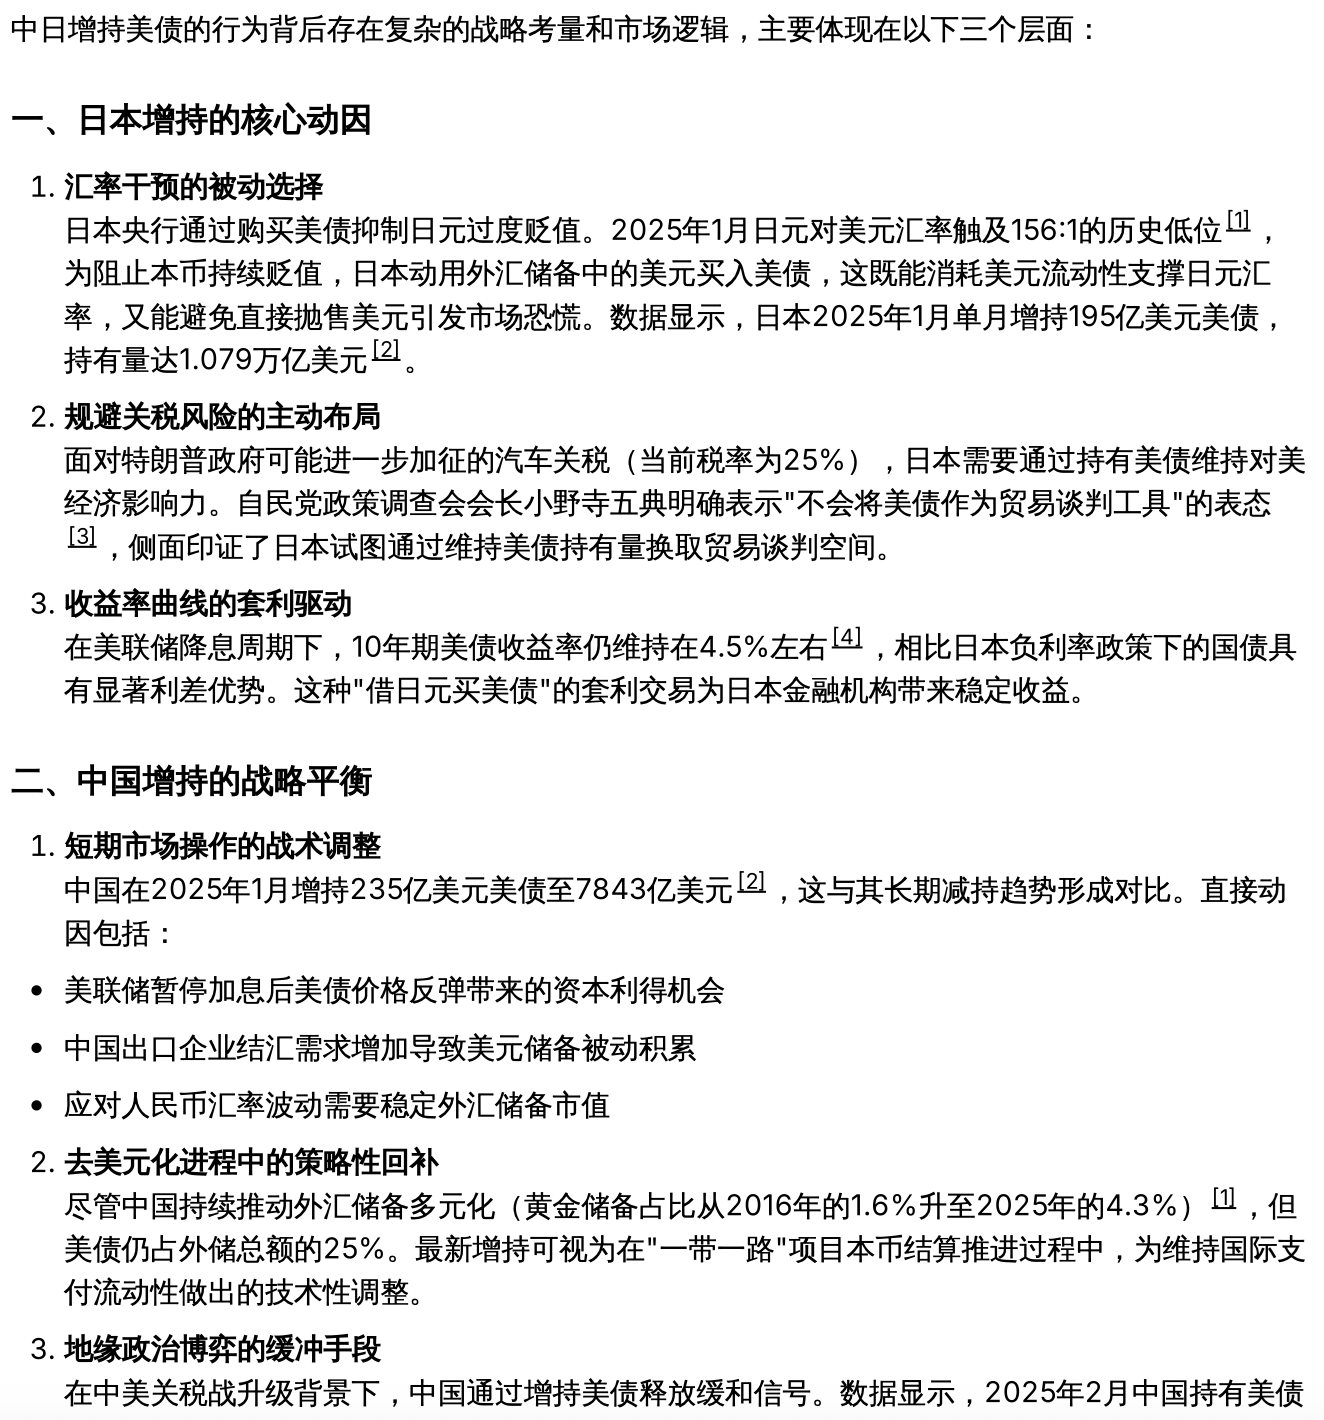 中日增持美债的行为背后存在复杂的战略考量和市场逻辑，主要体现在以下三个层面：
一、日本增持的核心动因
1. 汇率干预的被动选择
日本央行通过购买美债抑制日元过度贬值。2025年1月日元对美元汇率触及156:1的历史低位[1]，
为阻止本币持续贬值，日本动用外汇储备中的美元买入美债，这既能消耗美元流动性支撑日元汇
率，又能避免直接抛售美元引发市场恐慌。数据显示，日本2025年1月单月增持195亿美元美债，
持有量达1.079万亿美元[2]。
2. 规避关税风险的主动布局
面对特朗普政府可能进一步加征的汽车关税（当前税率为25%），日本需要通过持有美债维持对美
经济影响力。自民党政策调查会会长小野寺五典明确表示"不会将美债作为贸易谈判工具"的表态
[3]，侧面印证了日本试图通过维持美债持有量换取贸易谈判空间。
3. 收益率曲线的套利驱动
在美联储降息周期下，10年期美债收益率仍维持在4.5%左右[4]，相比日本负利率政策下的国债具
有显著利差优势。这种"借日元买美债"的套利交易为日本金融机构带来稳定收益。
二、中国增持的战略平衡
1. 短期市场操作的战术调整
中国在2025年1月增持235亿美元美债至7843亿美元[2]，这与其长期减持趋势形成对比。直接动
因包括：
• 美联储暂停加息后美债价格反弹带来的资本利得机会
• 中国出口企业结汇需求增加导致美元储备被动积累
• 应对人民币汇率波动需要稳定外汇储备市值
2. 去美元化进程中的策略性回补
尽管中国持续推动外汇储备多元化（黄金储备占比从2016年的1.6%升至2025年的4.3%）[1]，但
美债仍占外储总额的25%。最新增持可视为在"一带一路"项目本币结算推进过程中，为维持国际支
付流动性做出的技术性调整。
3. 地缘政治博弈的缓冲手段
在中美关税战升级背景下，中国通过增持美债释放缓和信号。数据显示，2025年2月中国持有美债